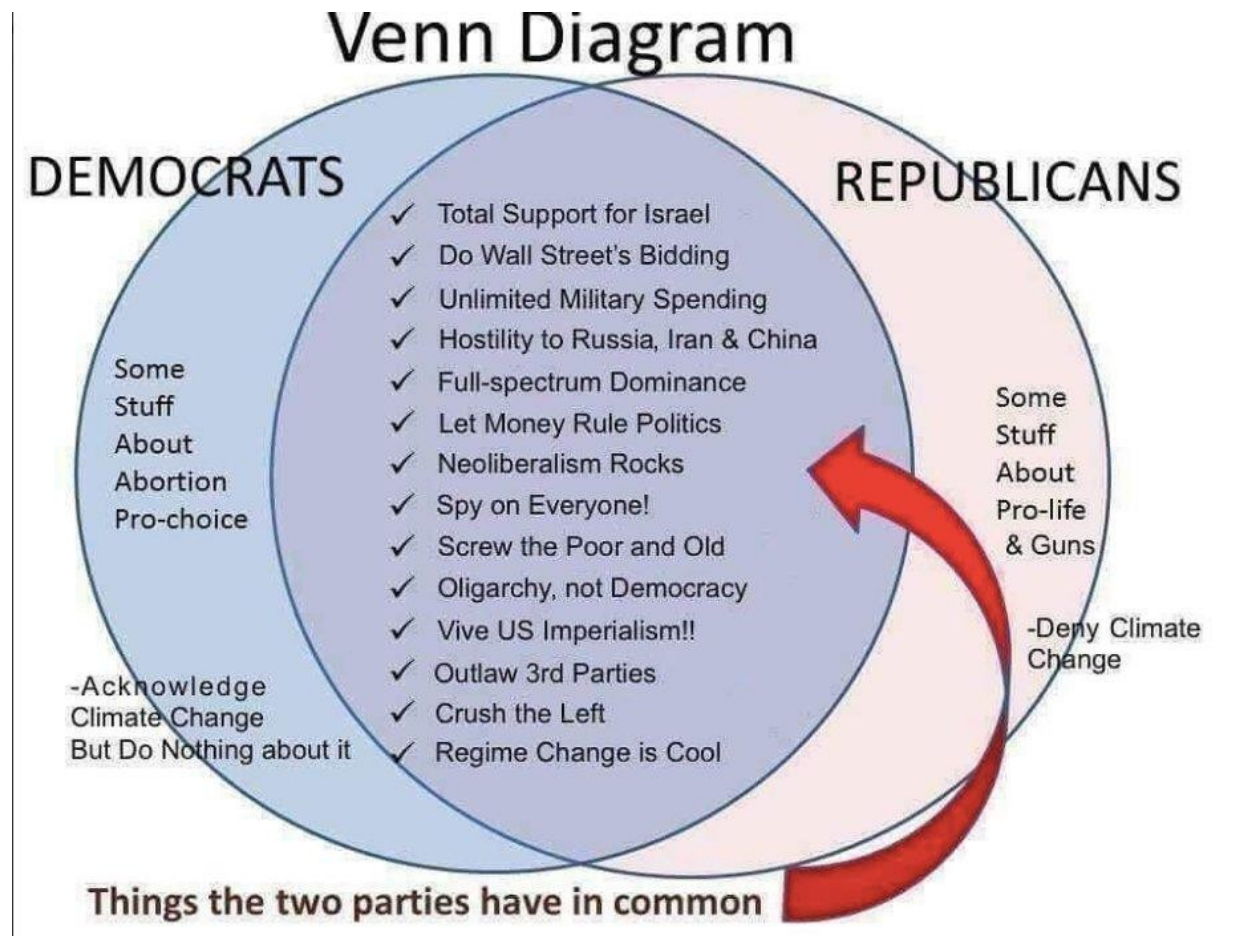 Venn Diagram
DEMOCRATS
REPUBLICANS
✓ Total Support for Israel
✓ Do Wall Street's Bidding
✓ Unlimited Military Spending
✓ Hostility to Russia, Iran & China
✓ Full-spectrum Dominance
✓ Let Money Rule Politics
✓ Neoliberalism Rocks
✓ Spy on Everyone!
✓ Screw the Poor and Old
✓ Oligarchy, not Democracy
✓ Vive US Imperialism!!
✓ Outlaw 3rd Parties
✓ Crush the Left
✓ Regime Change is Cool
Some
Stuff
About
Abortion
Pro-choice
-Acknowledge
Climate Change
But Do Nothing about it
Some
Stuff
About
Pro-life
& Guns
-Deny Climate
Change
Things the two parties have in common